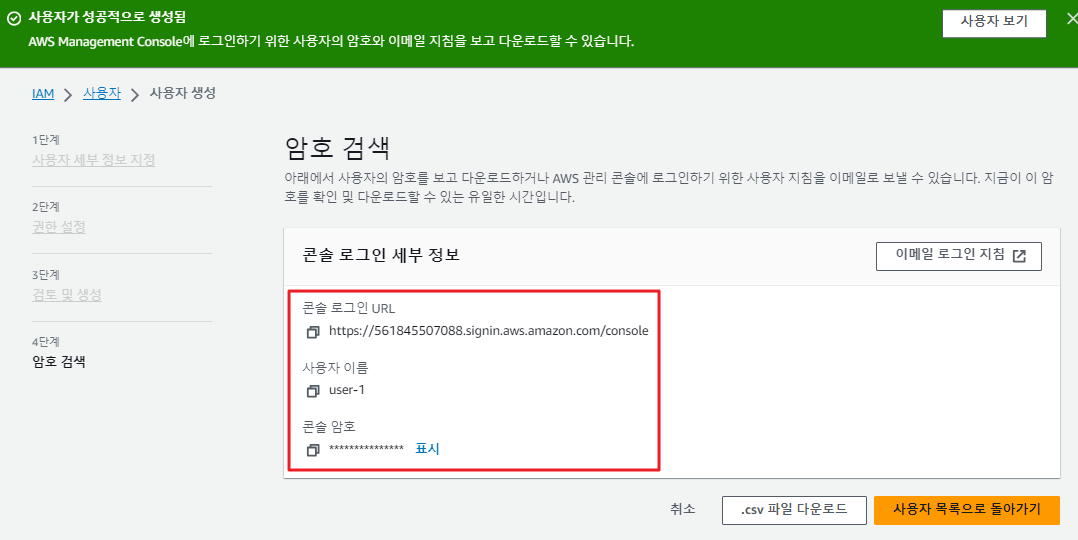 사용자가 성공적으로 생성됨
AWS Management Console에 로그인하기 위한 사용자의 암호와 이메일 지침을 보고 다운로드할 수 있습니다.
사용자 보기
IAM > 사용자 > 사용자 생성
1단계
사용자 세부 정보 지정
2단계
권한 설정
3단계
검토 및 생성
4단계
암호 검색
암호 검색
아래에서 사용자의 암호를 보고 다운로드하거나 AWS 관리 콘솔에 로그인하기 위한 사용자 지침을 이메일로 보낼 수 있습니다. 지금이 이 암
호를 확인 및 다운로드할 수 있는 유일한 시간입니다.
콘솔 로그인 세부 정보
이메일 로그인 지침
콘솔 로그인 URL
https://561845507088.signin.aws.amazon.com/console
사용자 이름
user-1
콘솔 암호
*************** 표시
취소
.csv 파일 다운로드
사용자 목록으로 돌아가기